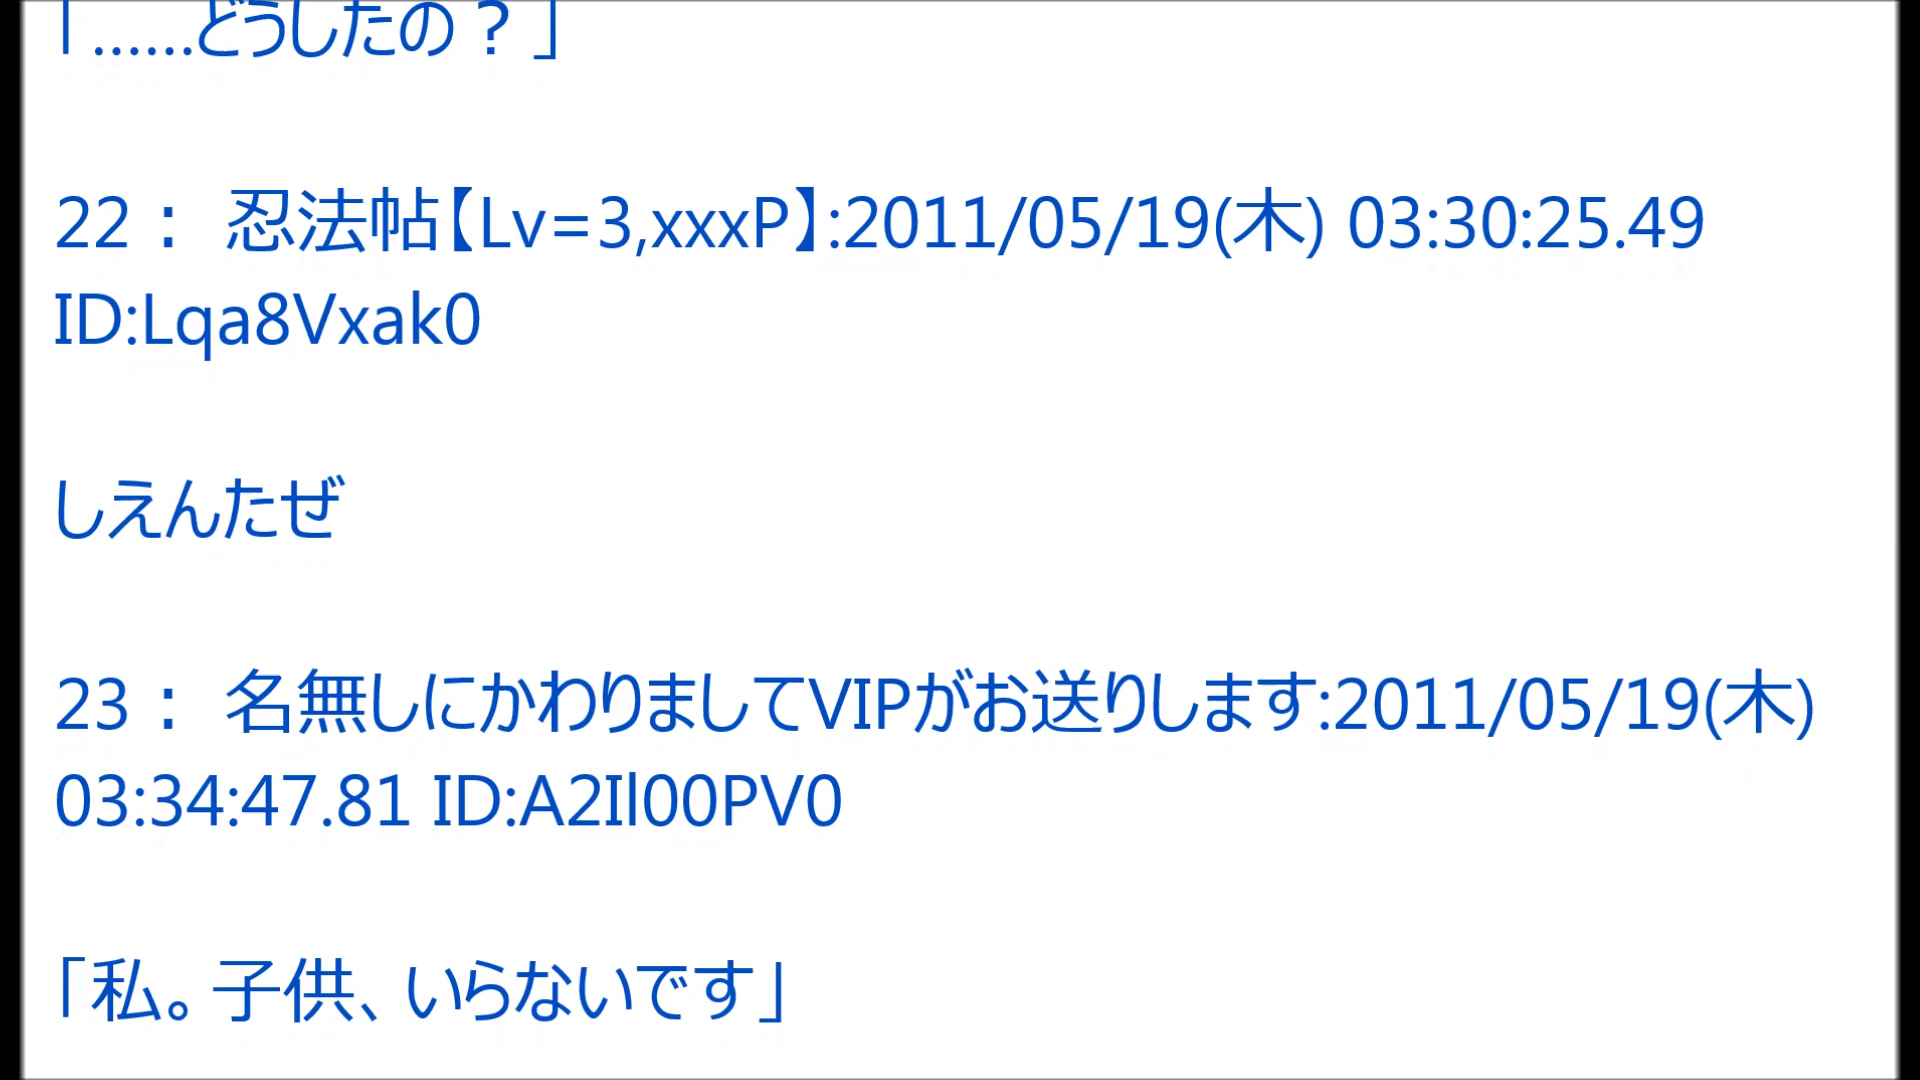 「……どうしたの？」
22： 忍法帖【Lv=3,xxxP】:2011/05/19(木) 03:30:25.49
ID:Lqa8Vxak0
しえんたぜ
23： 名無しにかわりましてVIPがお送りします:2011/05/19(木)
03:34:47.81 ID:A2Il00PV0
「私。子供、いらないです」